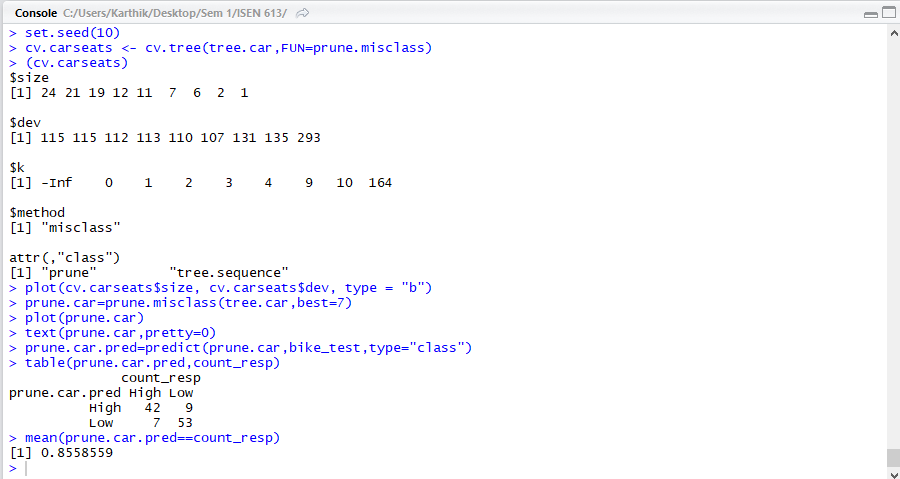 Console C:/Users/Karthik/Desktop/Sem 1/ISEN 613/
> set.seed(10)
> cv.carseats <- cv.tree(tree.car,FUN=prune.misclass)
> (cv.carseats)
$size
[1] 24 21 19 12 11  7  6  2  1
$dev
[1] 115 115 112 113 110 107 131 135 293
$k
[1] -Inf    0    1    2    3    4    9   10  164
$method
[1] "misclass"
attr(,"class")
[1] "prune"         "tree.sequence"
> plot(cv.carseats$size, cv.carseats$dev, type = "b")
> prune.car=prune.misclass(tree.car,best=7)
> plot(prune.car)
> text(prune.car,pretty=0)
> prune.car.pred=predict(prune.car,bike_test,type="class")
> table(prune.car.pred,count_resp)
              count_resp
prune.car.pred High Low
          High   42   9
          Low     7  53
> mean(prune.car.pred==count_resp)
[1] 0.8558559
>